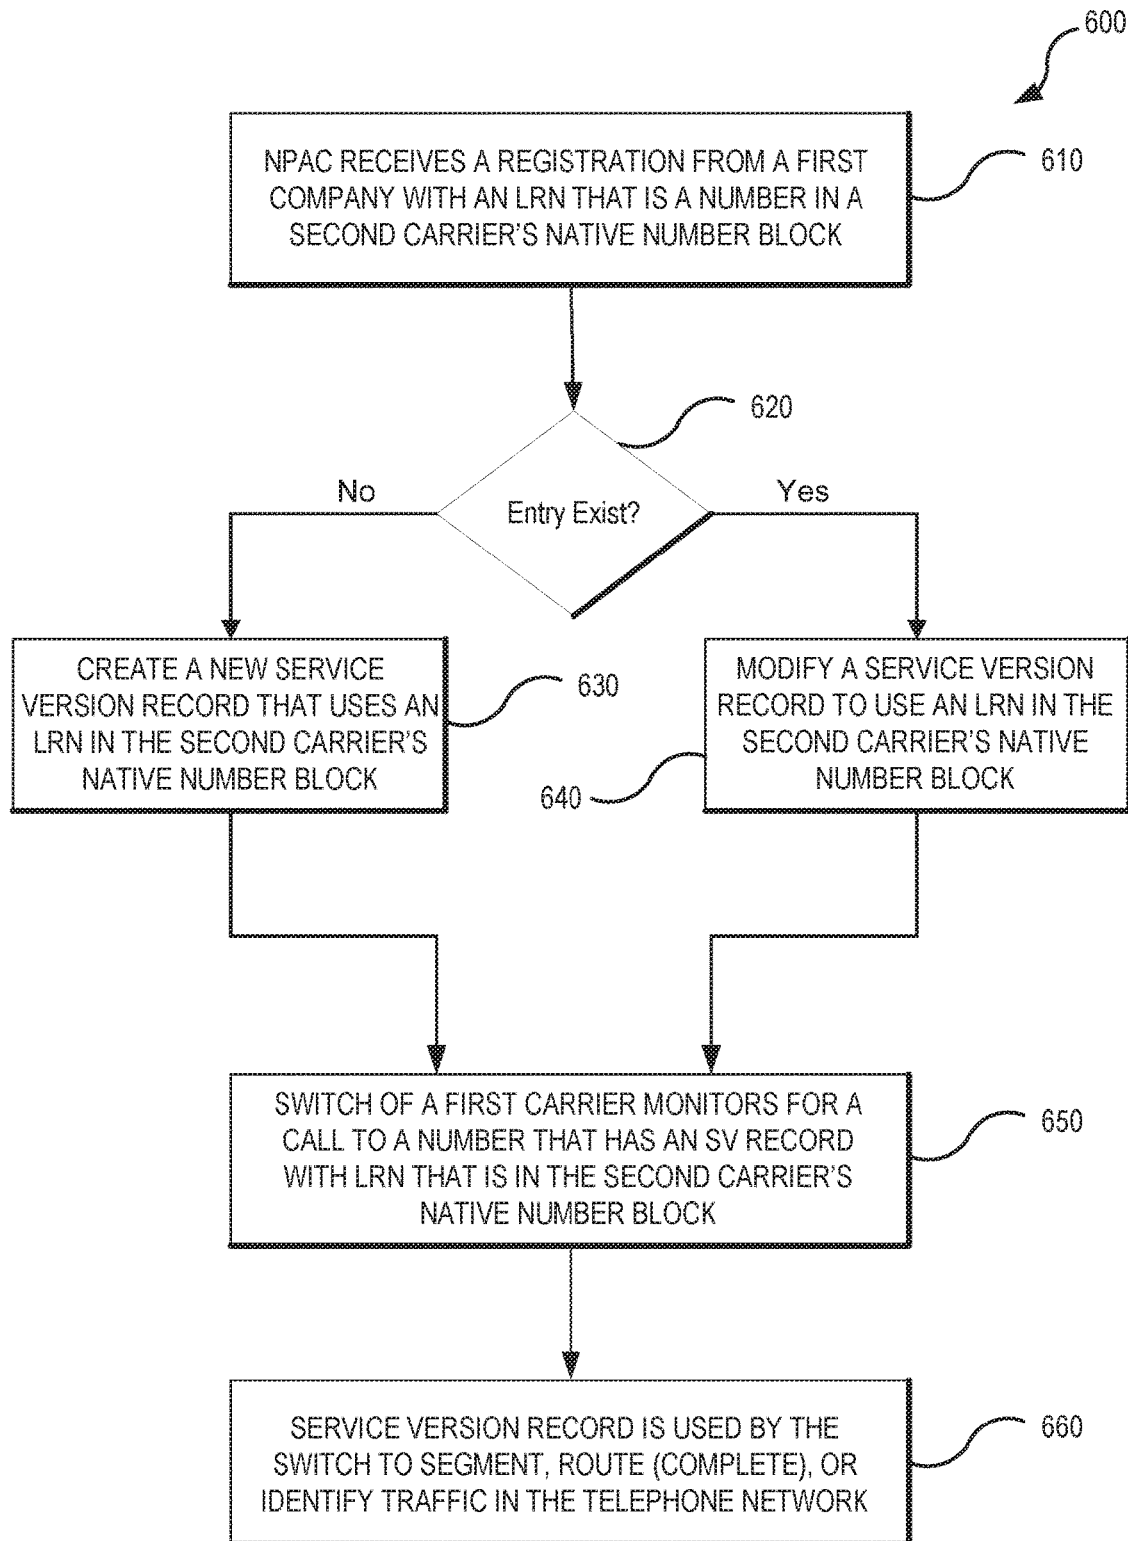 600
NPAC RECEIVES A REGISTRATION FROM A FIRST
COMPANY WITH AN LRN THAT IS A NUMBER IN A
SECOND CARRIER'S NATIVE NUMBER BLOCK
610
620
Entry Exist?
No
Yes
CREATE A NEW SERVICE
VERSION RECORD THAT USES AN
LRN IN THE SECOND CARRIER'S
NATIVE NUMBER BLOCK
630
MODIFY A SERVICE VERSION
RECORD TO USE AN LRN IN THE
SECOND CARRIER'S NATIVE
NUMBER BLOCK
640
SWITCH OF A FIRST CARRIER MONITORS FOR A
CALL TO A NUMBER THAT HAS AN SV RECORD
WITH LRN THAT IS IN THE SECOND CARRIER'S
NATIVE NUMBER BLOCK
650
SERVICE VERSION RECORD IS USED BY THE
SWITCH TO SEGMENT, ROUTE (COMPLETE), OR
IDENTIFY TRAFFIC IN THE TELEPHONE NETWORK
660